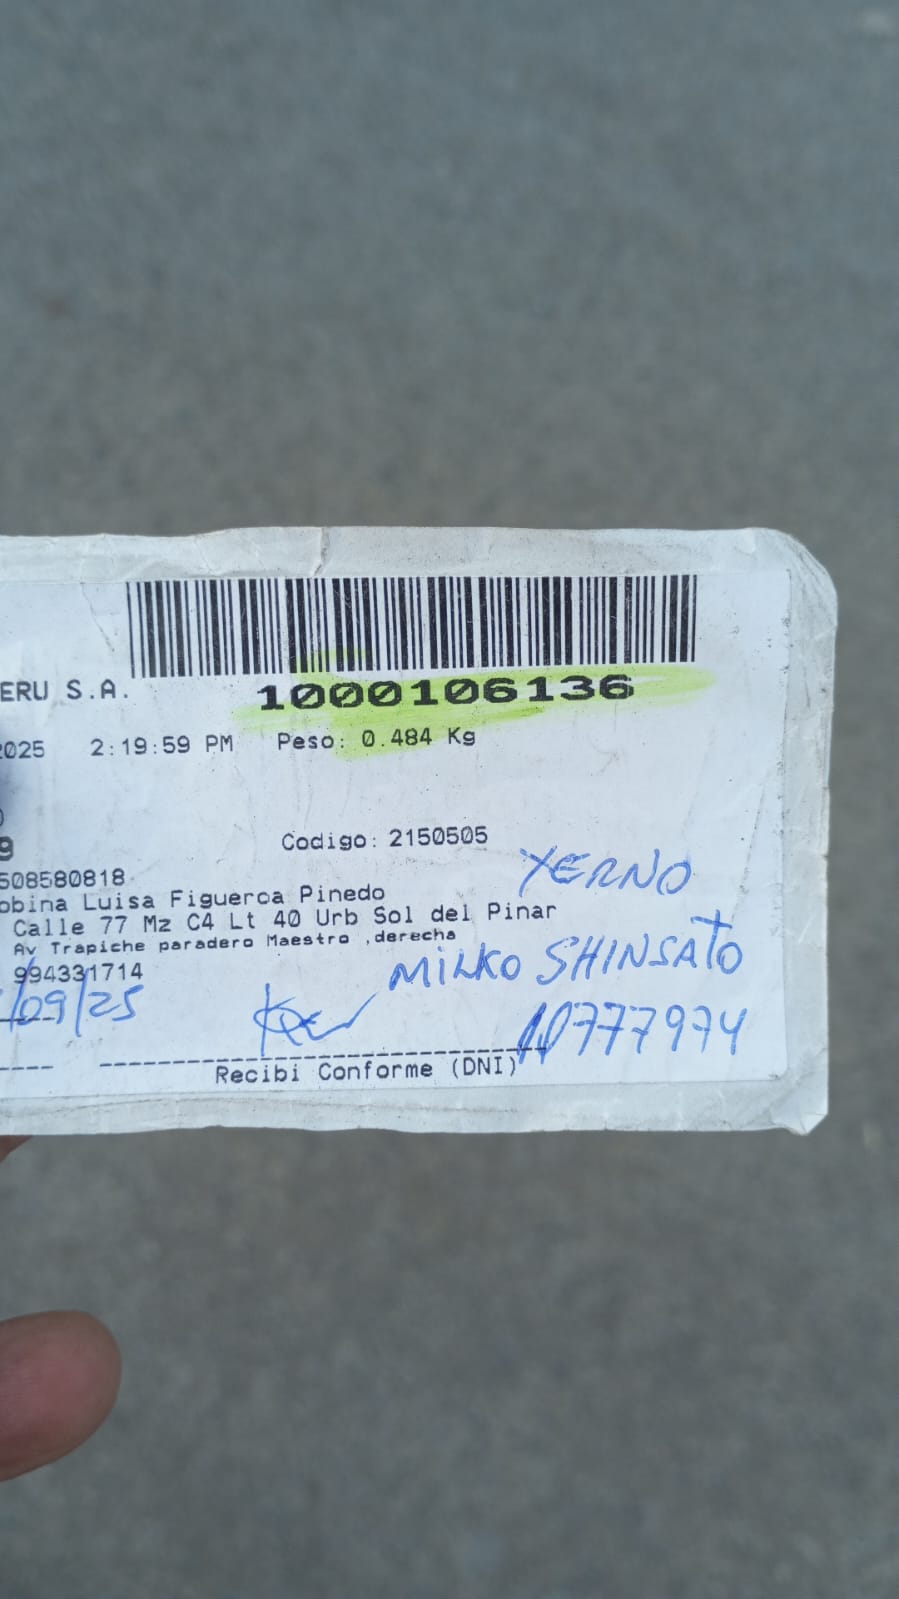 ERU S.A.
1000106136
2025 2:19:59 PM Peso: 0.484 Kg
9
Codigo: 2150505
508580818
obina Luisa Figueroa Pinedo
Calle 77 Mz C4 Lt 40 Urb Sol del Pinar
Av Trapiche paradero Maestro ,derecha
994331714
YERNO
MILKO SHINSATO
/09/25
10777974
Recibi Conforme (DNI)